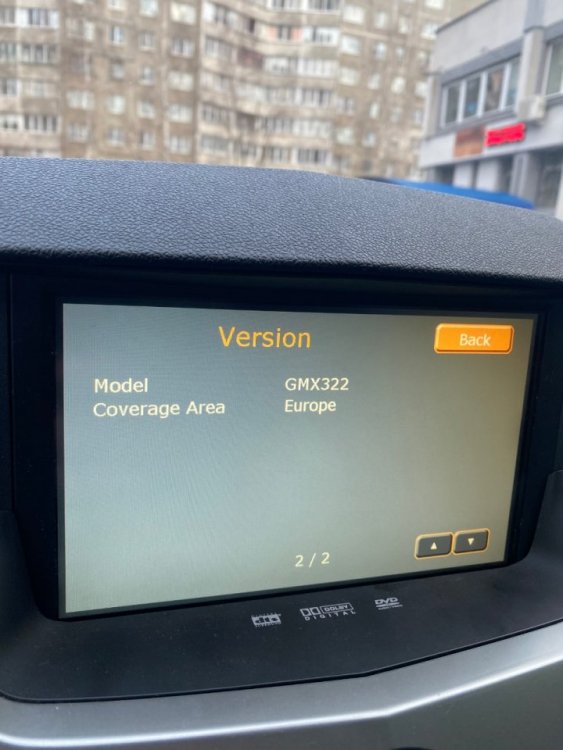 Version
Back
Model GMX322
Coverage Area Europe
2 / 2
DOLBY
DIGITAL
DVD